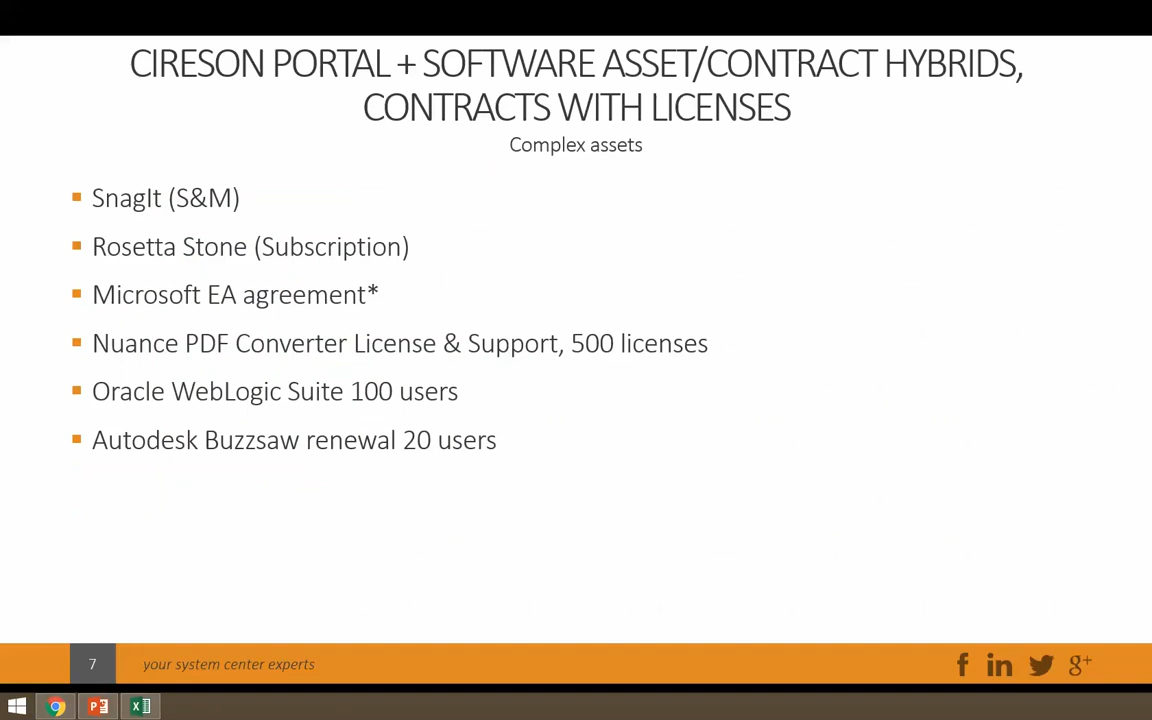 CIRESON PORTAL + SOFTWARE ASSET/CONTRACT HYBRIDS,
CONTRACTS WITH LICENSES
Complex assets
SnagIt (S&M)
Rosetta Stone (Subscription)
Microsoft EA agreement*
Nuance PDF Converter License & Support, 500 licenses
Oracle WebLogic Suite 100 users
Autodesk Buzzsaw renewal 20 users
7
your system center experts